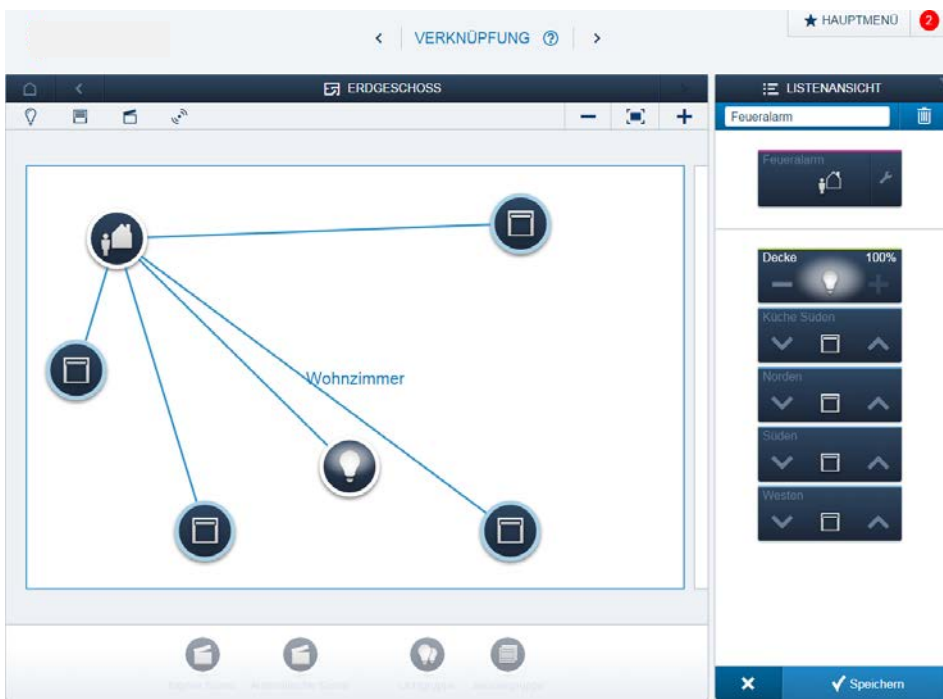 HAUPTMENÜ
2
VERKNÜPFUNG ?
ERDGESCHOSS
LISTENANSICHT
Feueralarm
Feueralarm
Wohnzimmer
Decke 100%
Küche Süden
Norden
Süden
Westen
Speichern